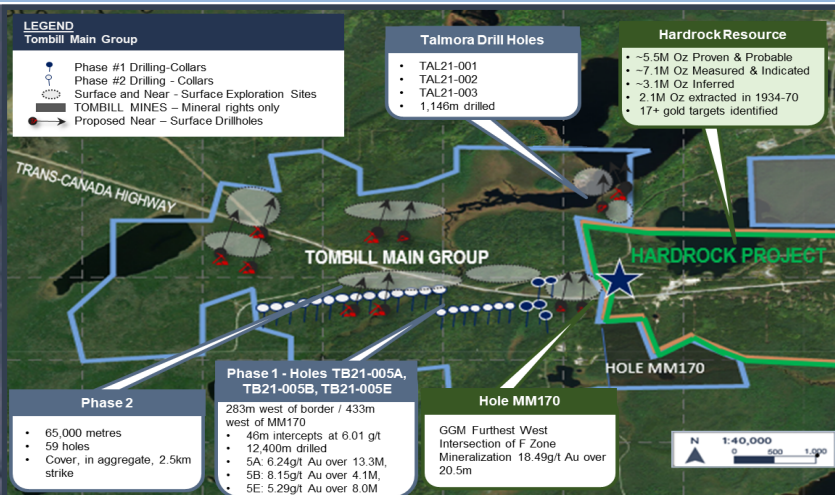 LEGEND
Tombill Main Group
Phase #1 Drilling-Collars
Phase #2 Drilling - Collars
Surface and Near - Surface Exploration Sites
TOMBILL MINES – Mineral rights only
Proposed Near – Surface Drillholes
Talmora Drill Holes
• TAL21-001
• TAL21-002
• TAL21-003
• 1,146m drilled
Hardrock Resource
• ~5.5M Oz Proven & Probable
• ~7.1M Oz Measured & Indicated
• ~3.1M Oz Inferred
• 2.1M Oz extracted in 1934-70
• 17+ gold targets identified
TRANS-CANADA HIGHWAY
TOMBILL MAIN GROUP
HARDROCK PROJECT
HOLE MM170
Phase 2
• 65,000 metres
• 59 holes
• Cover, in aggregate, 2.5km
strike
Phase 1 - Holes TB21-005A,
TB21-005B, TB21-005E
283m west of border / 433m
west of MM170
• 46m intercepts at 6.01 g/t
• 12,400m drilled
• 5A: 6.24g/t Au over 13.3M,
• 5B: 8.15g/t Au over 4.1M,
• 5E: 5.29g/t Au over 8.0M
Hole MM170
GGM Furthest West
Intersection of F Zone
Mineralization 18.49g/t Au over
20.5m
N 1:40,000
0 500 1,000